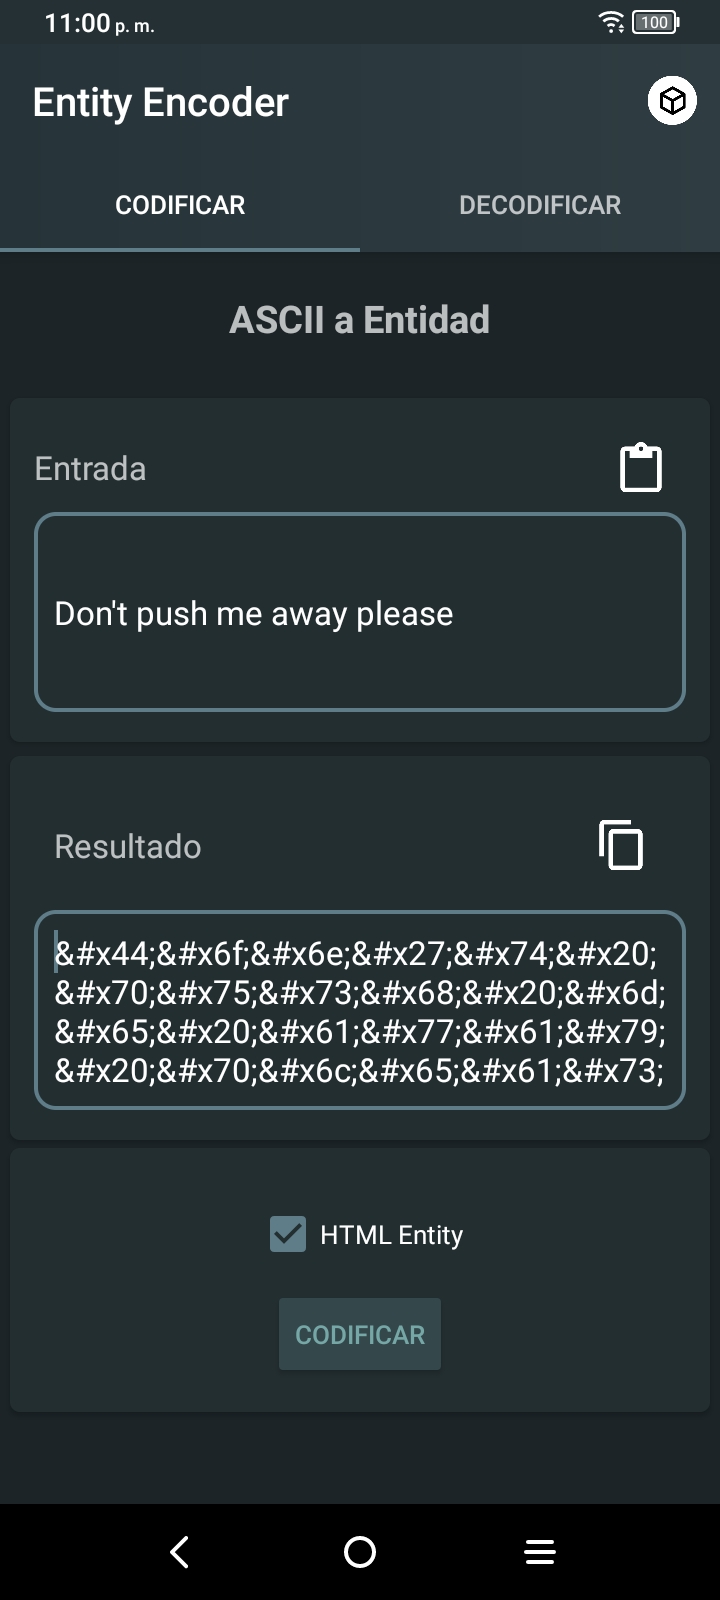 11:00 p. m.
100
Entity Encoder
CODIFICAR
DECODIFICAR
ASCII a Entidad
Entrada
Don't push me away please
Resultado
&#x44;&#x6f;&#x6e;&#x27;&#x74;&#x20;
&#x70;&#x75;&#x73;&#x68;&#x20;&#x6d;
&#x65;&#x20;&#x61;&#x77;&#x61;&#x79;
&#x20;&#x70;&#x6c;&#x65;&#x61;&#x73;
HTML Entity
CODIFICAR